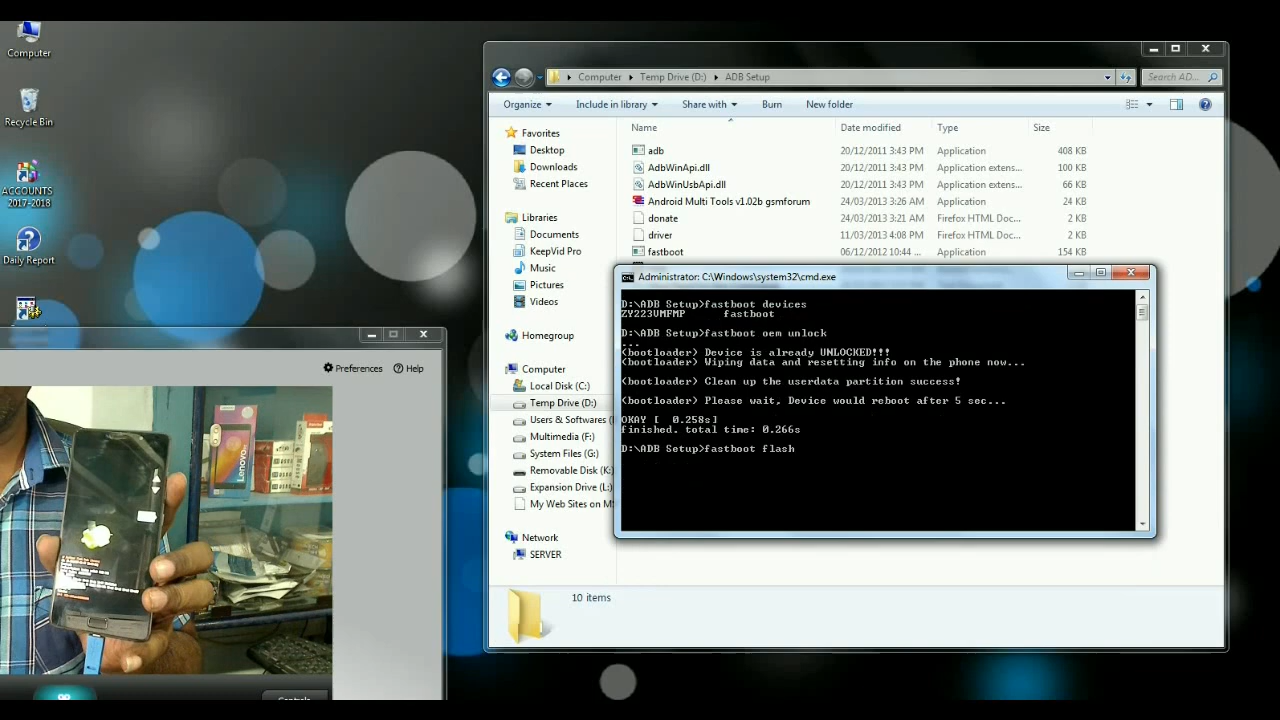 Computer
Recycle Bin
ACCOUNTS
2017-2018
Daily Report
Preferences
Help
Lenovo
Computer
Temp Drive (D:)
ADB Setup
Search AD...
Organize
Include in library
Share with
Burn
New folder
Favorites
Desktop
Downloads
Recent Places
Libraries
Documents
KeepVid Pro
Music
Pictures
Videos
Homegroup
Computer
Local Disk (C:)
Temp Drive (D:)
Users & Softwares (
Multimedia (F:)
System Files (G:)
Removable Disk (K:)
Expansion Drive (L:)
My Web Sites on M
Network
SERVER
Name Date modified Type Size
adb 20/12/2011 3:43 PM Application 408 KB
AdbWinApi.dll 20/12/2011 3:43 PM Application extens... 100 KB
AdbWinUsbApi.dll 20/12/2011 3:43 PM Application extens... 66 KB
Android Multi Tools v1.02b gsmforum 24/03/2013 3:26 AM Application 24 KB
donate 24/03/2013 3:21 AM Firefox HTML Doc... 2 KB
driver 11/03/2013 4:08 PM Firefox HTML Doc... 2 KB
fastboot 06/12/2012 10:44 ... Application 154 KB
Administrator: C:\Windows\system32\cmd.exe
D:\ADB Setup>fastboot devices
ZY223VMFMP fastboot
D:\ADB Setup>fastboot oem unlock
...
(bootloader) Device is already UNLOCKED!!!
(bootloader) Wiping data and resetting info on the phone now...
(bootloader) Clean up the userdata partition success!
(bootloader) Please wait, Device would reboot after 5 sec...
OKAY [ 0.258s]
finished. total time: 0.266s
D:\ADB Setup>fastboot flash
10 items